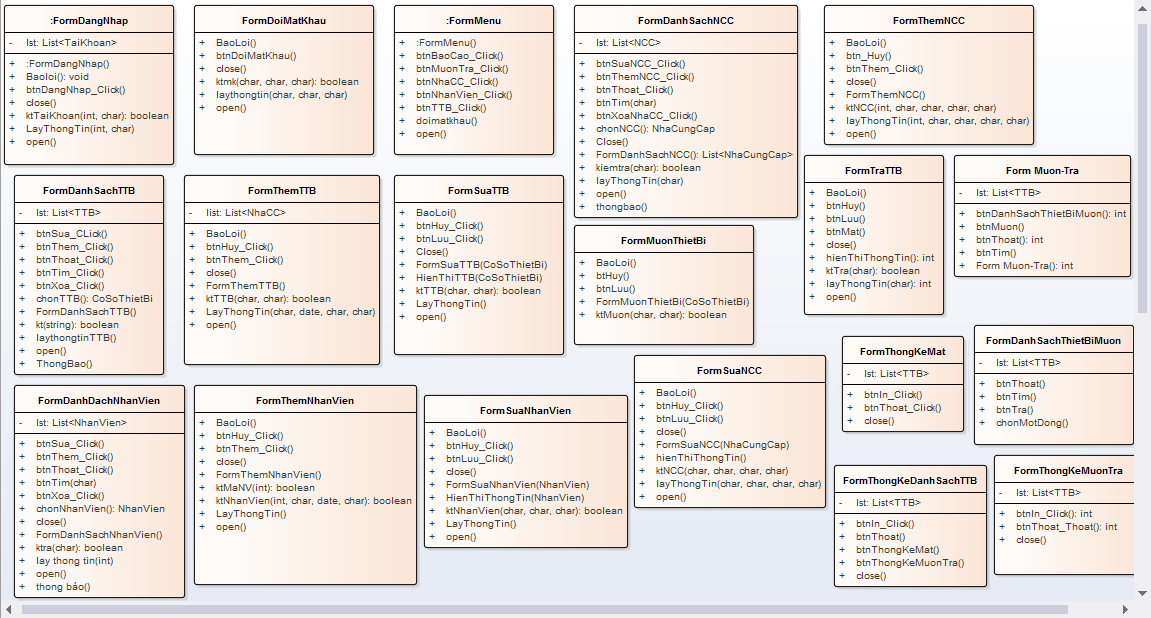 :FormDangNhap
- lst: List<TaiKhoan>
+ :FormDangNhap()
+ Baoloi(): void
+ btnDangNhap_Click()
+ close()
+ ktTaiKhoan(int, char): boolean
+ LayThongTin(int, char)
+ open()
FormDoiMatKhau
+ BaoLoi()
+ btnDoiMatKhau()
+ close()
+ ktmk(char, char, char): boolean
+ laythongtin(char, char, char)
+ open()
:FormMenu
+ :FormMenu()
+ btnBaoCao_Click()
+ btnMuonTra_Click()
+ btnNhaCC_Click()
+ btnNhanVien_Click()
+ btnTTB_Click()
+ doimatkhau()
+ open()
FormDanhSachNCC
- lst: List<NCC>
+ btnSuaNCC_Click()
+ btnThemNCC_Click()
+ btnThoat_Click()
+ btnTim(char)
+ btnXoaNhaCC_Click()
+ chonNCC(): NhaCungCap
+ Close()
+ FormDanhSachNCC(): List<NhaCungCap>
+ kiemtra(char): boolean
+ layThongTin(char)
+ open()
+ thongbao()
FormThemNCC
+ BaoLoi()
+ btn_Huy()
+ btnThem_Click()
+ close()
+ FormThemNCC()
+ ktNCC(int, char, char, char, char)
+ layThongTin(int, char, char, char, char)
+ open()
FormDanhSachTTB
- lst: List<TTB>
+ btnSua_CLick()
+ btnThem_Click()
+ btnThoat_Click()
+ btnTim_Click()
+ btnXoa_Click()
+ chonTTB(): CoSoThietBi
+ FormDanhSachTTB()
+ kt(string): boolean
+ laythongtinTTB()
+ open()
+ ThongBao()
FormThemTTB
- list: List<NhaCC>
+ BaoLoi()
+ btnHuy_Click()
+ btnThem_Click()
+ close()
+ FormThemTTB()
+ ktTTB(char, char): boolean
+ LayThongTin(char, date, char, char)
+ open()
FormSuaTTB
+ BaoLoi()
+ btnHuy_Click()
+ btnLuu_Click()
+ Close()
+ FormSuaTTB(CoSoThietBi)
+ HienThiTTB(CoSoThietBi)
+ ktTTB(char, char): boolean
+ LayThongTin()
+ open()
FormMuonThietBi
+ BaoLoi()
+ btHuy()
+ btnLuu()
+ FormMuonThietBi(CoSoThietBi)
+ ktMuon(char, char): boolean
FormTraTTB
+ BaoLoi()
+ btnHuy()
+ btnLuu()
+ btnMat()
+ close()
+ hienThiThongTin(): int
+ ktTra(char): boolean
+ layThongTin(char): int
+ open()
Form Muon-Tra
- lst: List<TTB>
+ btnDanhSachThietBiMuon(): int
+ btnMuon()
+ btnThoat(): int
+ btnTim()
+ Form Muon-Tra(): int
FormDanhDachNhanVien
- lst: List<NhanVien>
+ btnSua_Click()
+ btnThem_Click()
+ btnThoat_Click()
+ btnTim(char)
+ btnXoa_Click()
+ chonNhanVien(): NhanVien
+ close()
+ FormDanhSachNhanVien()
+ ktra(char): boolean
+ lay thong tin(int)
+ open()
+ thong báo()
FormThemNhanVien
+ BaoLoi()
+ btnHuy_Click()
+ btnThem_Click()
+ close()
+ FormThemNhanVien()
+ ktMaNV(int): boolean
+ ktNhanVien(int, char, date, char): boolean
+ LayThongTin()
+ open()
FormSuaNhanVien
+ BaoLoi()
+ btnHuy_Click()
+ btnLuu_Click()
+ close()
+ FormSuaNhanVien(NhanVien)
+ HienThiThongTin(NhanVien)
+ ktNhanVien(char, char, char): boolean
+ LayThongTin()
+ open()
FormSuaNCC
+ BaoLoi()
+ btnHuy_Click()
+ btnLuu_Click()
+ close()
+ FormSuaNCC(NhaCungCap)
+ hienThiThongTin()
+ ktNCC(char, char, char, char)
+ layThongTin(char, char, char, char)
+ open()
FormThongKeMat
- lst: List<TTB>
+ btnIn_Click()
+ btnThoat_Click()
+ close()
FormDanhSachThietBiMuon
- lst: List<TTB>
+ btnThoat()
+ btnTim()
+ btnTra()
+ chonMotDong()
FormThongKeDanhSachTTB
- lst: List<TTB>
+ btnIn_Click()
+ btnThoat()
+ btnThongKeMat()
+ btnThongKeMuonTra()
+ close()
FormThongKeMuonTra
- lst: List<TTB>
+ btnIn_Click(): int
+ btnThoat_Thoat(): int
+ close()